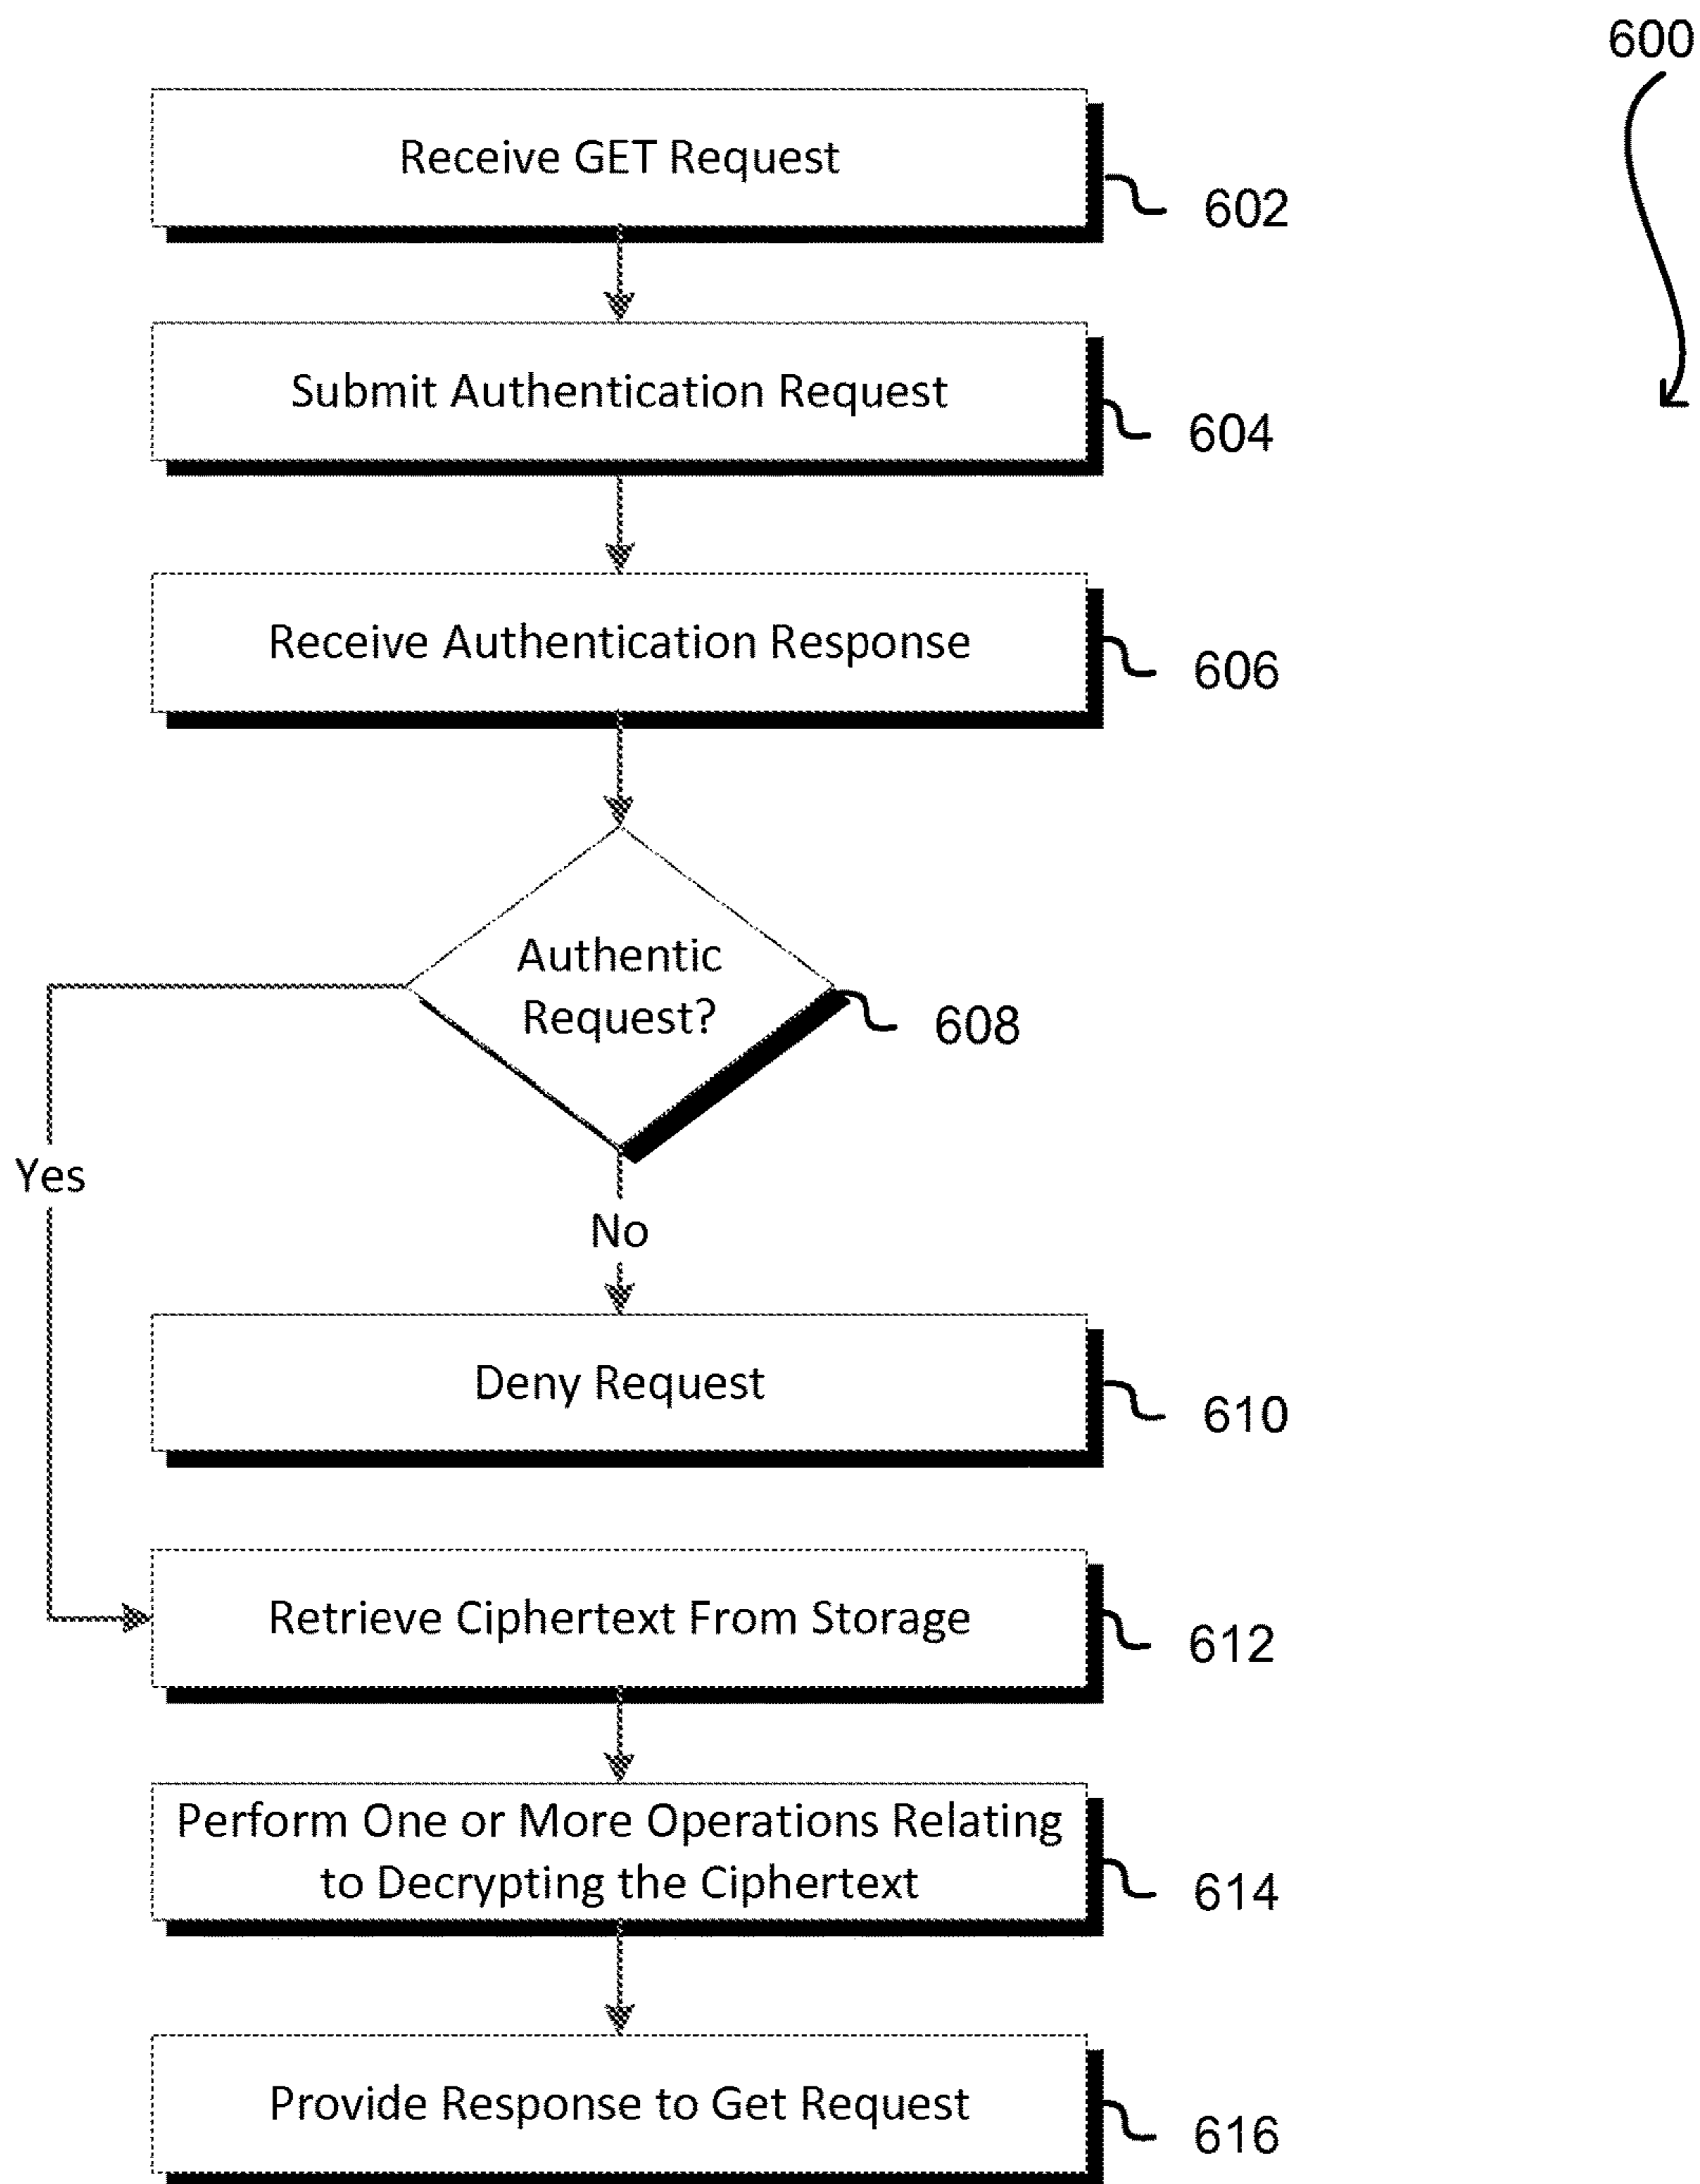 600
Receive GET Request
602
Submit Authentication Request
604
Receive Authentication Response
606
Authentic
Request?
608
Yes
No
Deny Request
610
Retrieve Ciphertext From Storage
612
Perform One or More Operations Relating
to Decrypting the Ciphertext
614
Provide Response to Get Request
616